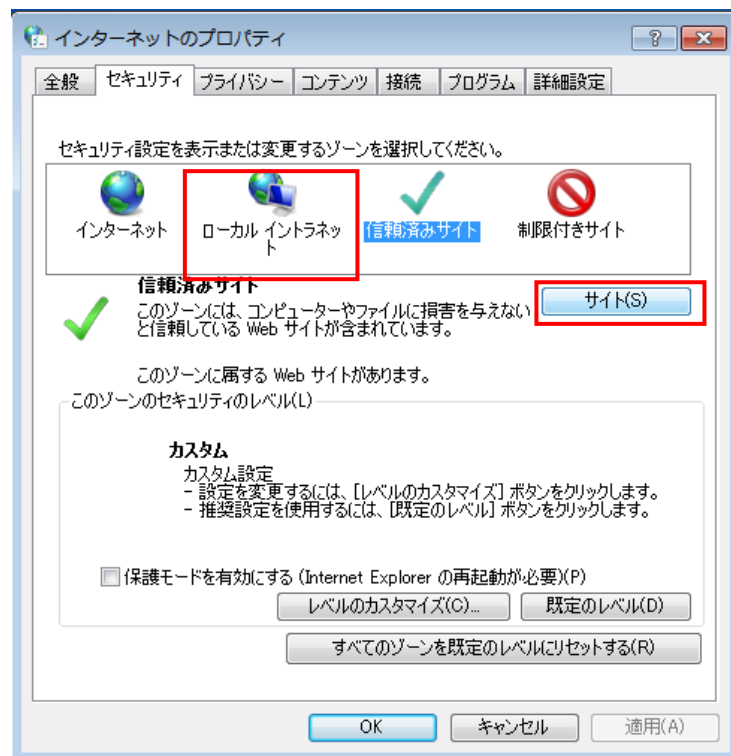 インターネットのプロパティ
全般 セキュリティ プライバシー コンテンツ 接続 プログラム 詳細設定
セキュリティ設定を表示または変更するゾーンを選択してください。
インターネット
ローカル イントラネッ
ト
信頼済みサイト
制限付きサイト
信頼済みサイト
サイト(S)
このゾーンには、コンピューターやファイルに損害を与えない
と信頼している Web サイトが含まれています。
このゾーンに属する Web サイトがあります。
このゾーンのセキュリティのレベル(L)
カスタム
カスタム設定
- 設定を変更するには、[レベルのカスタマイズ] ボタンをクリックします。
- 推奨設定を使用するには、[既定のレベル] ボタンをクリックします。
保護モードを有効にする (Internet Explorer の再起動が必要)(P)
レベルのカスタマイズ(C)... 既定のレベル(D)
すべてのゾーンを既定のレベルにリセットする(R)
OK キャンセル 適用(A)